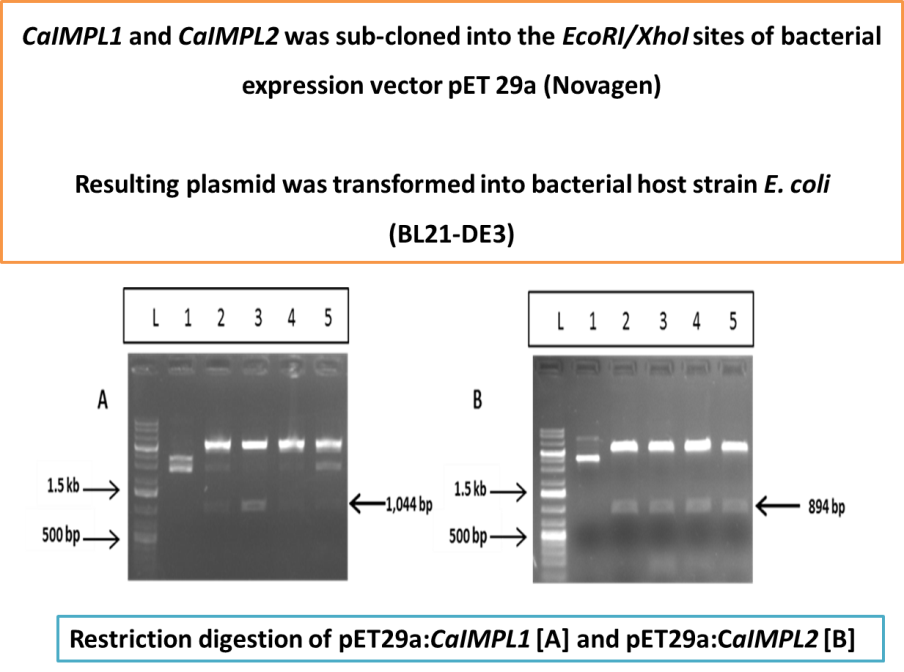 CaIMPL1 and CaIMPL2 was sub-cloned into the EcoRI/XhoI sites of bacterial
expression vector pET 29a (Novagen)
Resulting plasmid was transformed into bacterial host strain E. coli
(BL21-DE3)
L 1 2 3 4 5
L 1 2 3 4 5
A
B
1.5 kb
1,044 bp
500 bp
1.5 kb
894 bp
500 bp
Restriction digestion of pET29a:CaIMPL1 [A] and pET29a:CaIMPL2 [B]